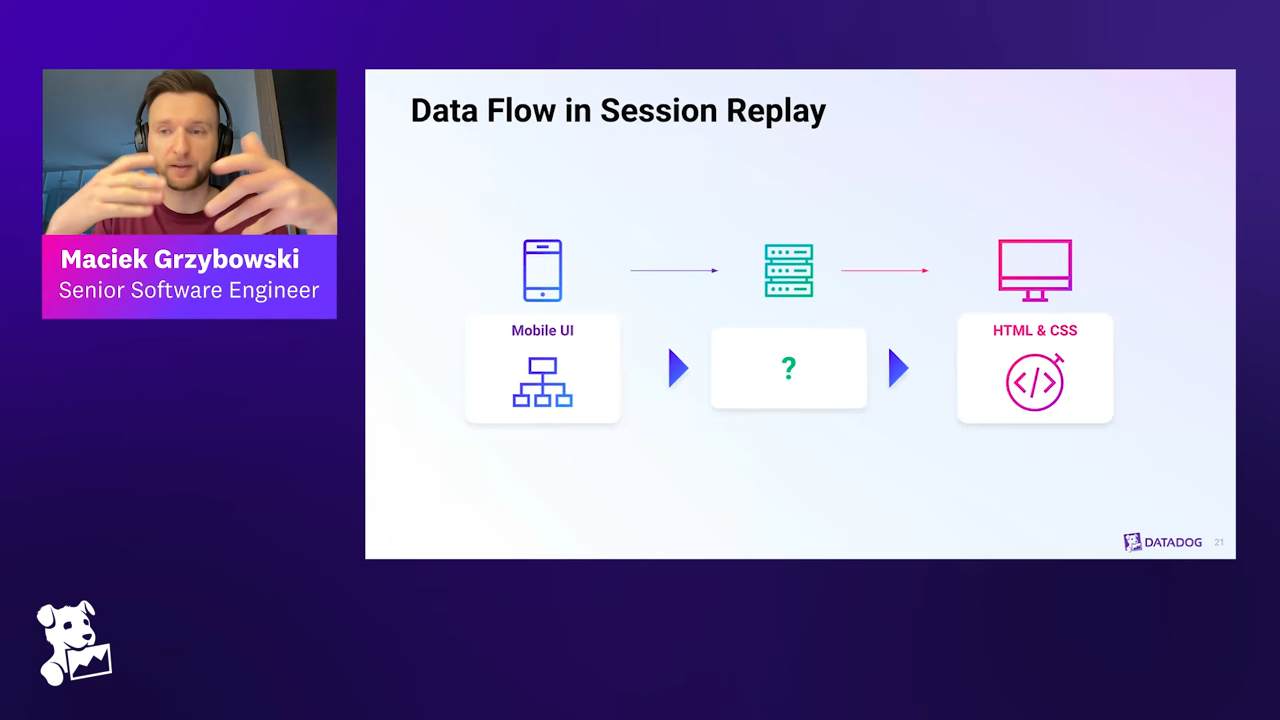 Data Flow in Session Replay
Maciek Grzybowski
Senior Software Engineer
Mobile UI
?
HTML & CSS
</>
DATADOG 21